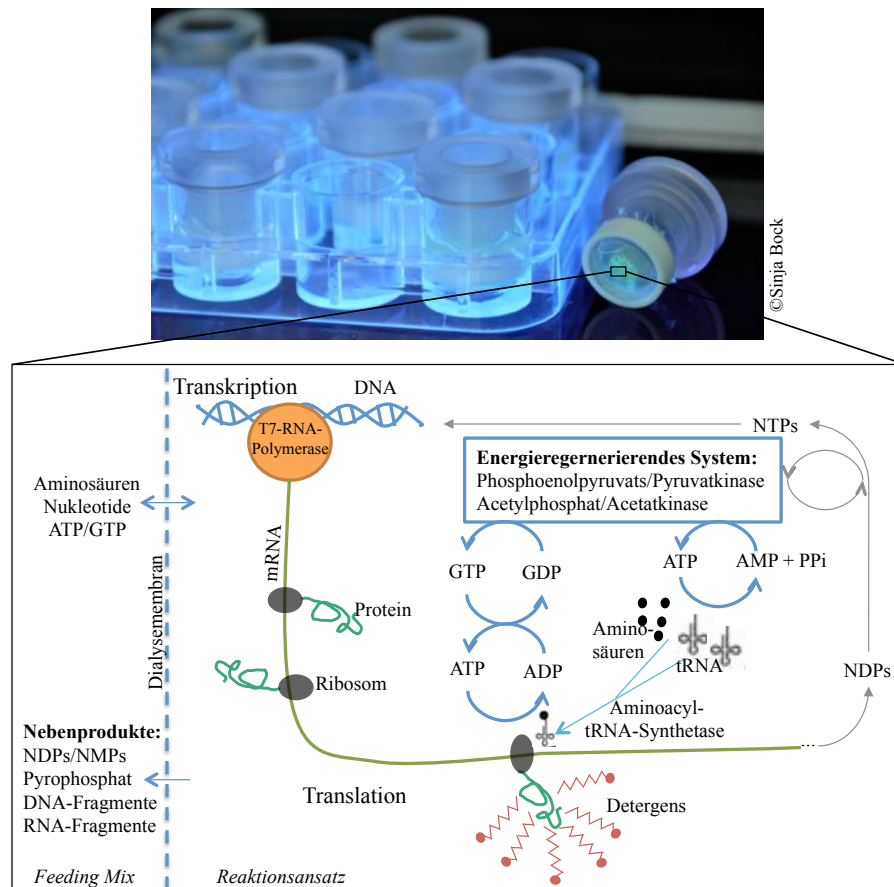 ©Sinja Bock
Transkription
DNA
T7-RNA-
Polymerase
NTPs
Energieregernerierendes System:
Phosphoenolpyruvats/Pyruvatkinase
Acetylphosphat/Acetatkinase
Aminosäuren
Nukleotide
ATP/GTP
Dialysemembran
mRNA
GTP
GDP
ATP
AMP + PPi
Protein
Ribosom
Amino-
säuren
tRNA
ATP
ADP
NDPs
Aminoacyl-
tRNA-Synthetase
Nebenprodukte:
NDPs/NMPs
Pyrophosphat
DNA-Fragmente
RNA-Fragmente
...
Translation
Detergens
Feeding Mix
Reaktionsansatz